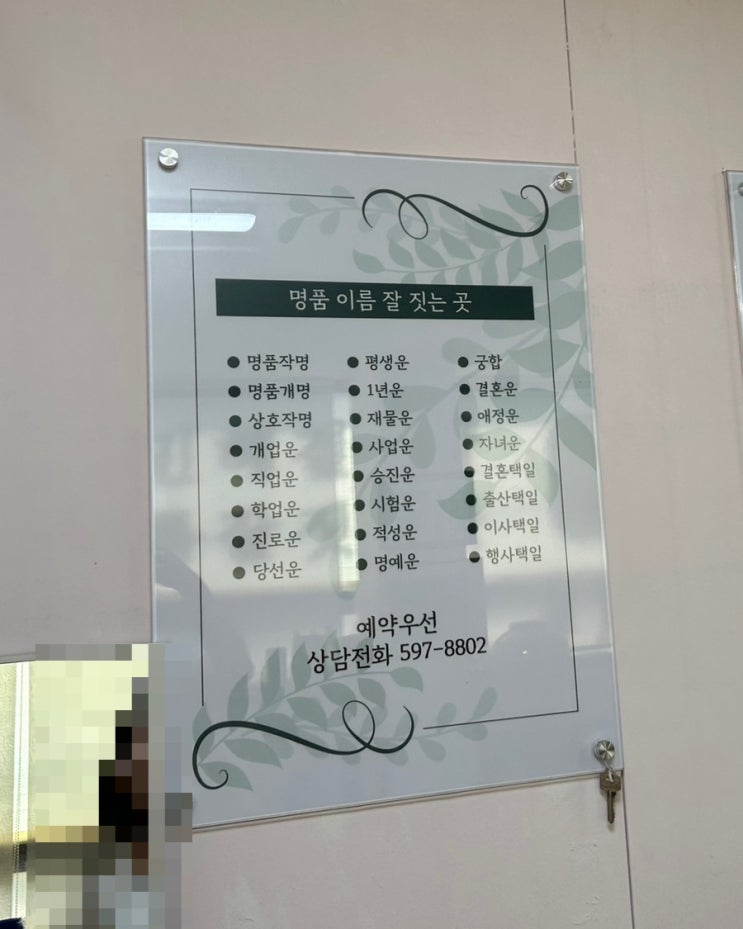 명품 이름 잘 짓는 곳
● 명품작명 ● 평생운 ● 궁합
● 명품개명 ● 1년운 ● 결혼운
● 상호작명 ● 재물운 ● 애정운
● 개업운 ● 사업운 ● 자녀운
● 직업운 ● 승진운 ● 결혼택일
● 학업운 ● 시험운 ● 출산택일
● 진로운 ● 적성운 ● 이사택일
● 당선운 ● 명예운 ● 행사택일
예약우선
상담전화 597-8802